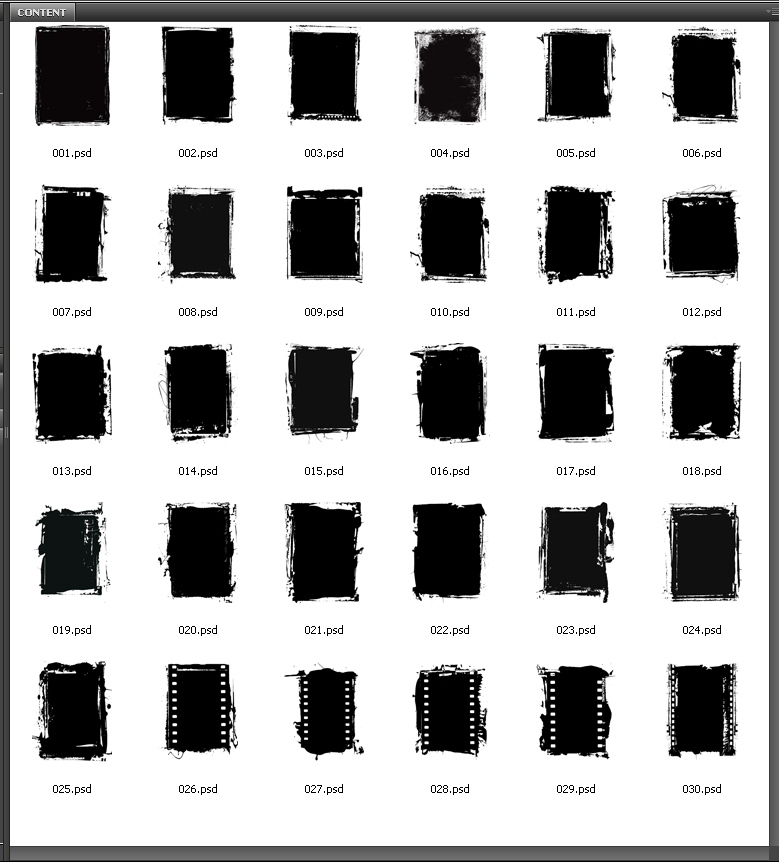 CONTENT
001.psd 002.psd 003.psd 004.psd 005.psd 006.psd
007.psd 008.psd 009.psd 010.psd 011.psd 012.psd
013.psd 014.psd 015.psd 016.psd 017.psd 018.psd
019.psd 020.psd 021.psd 022.psd 023.psd 024.psd
025.psd 026.psd 027.psd 028.psd 029.psd 030.psd